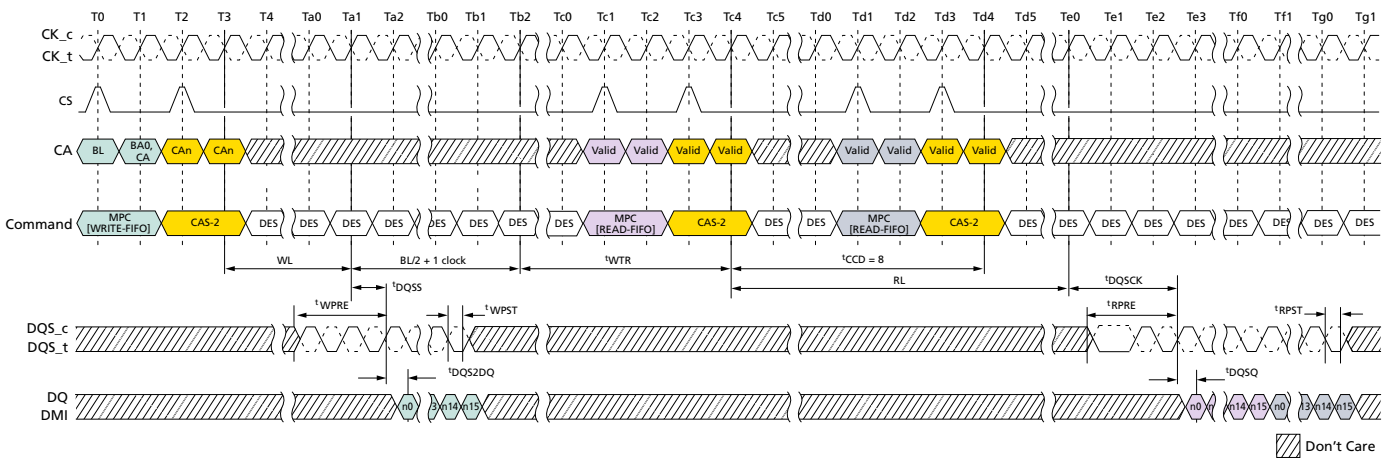 T0 T1 T2 T3 T4 Ta0 Ta1 Ta2 Tb0 Tb1 Tb2 Tc0 Tc1 Tc2 Tc3 Tc4 Tc5 Td0 Td1 Td2 Td3 Td4 Td5 Te0 Te1 Te2 Te3 Tf0 Tf1 Tg0 Tg1
CK_c
CK_t
CS
CA BL BA0, CA CAn CAn Valid Valid Valid Valid Valid Valid Valid Valid
Command MPC [WRITE-FIFO] CAS-2 DES DES DES DES DES DES DES DES MPC [READ-FIFO] CAS-2 DES DES MPC [READ-FIFO] CAS-2 DES DES DES DES DES DES DES DES DES
WL BL/2 + 1 clock tWTR tCCD = 8
RL tDQSCK
tDQSS
tWPRE tWPST tRPRE tRPST
DQS_c
DQS_t
tDQS2DQ tDQSQ
DQ
DMI
n0 13 n14 n15 n0 n n14 n15 n0 13 n14 n15
Don't Care